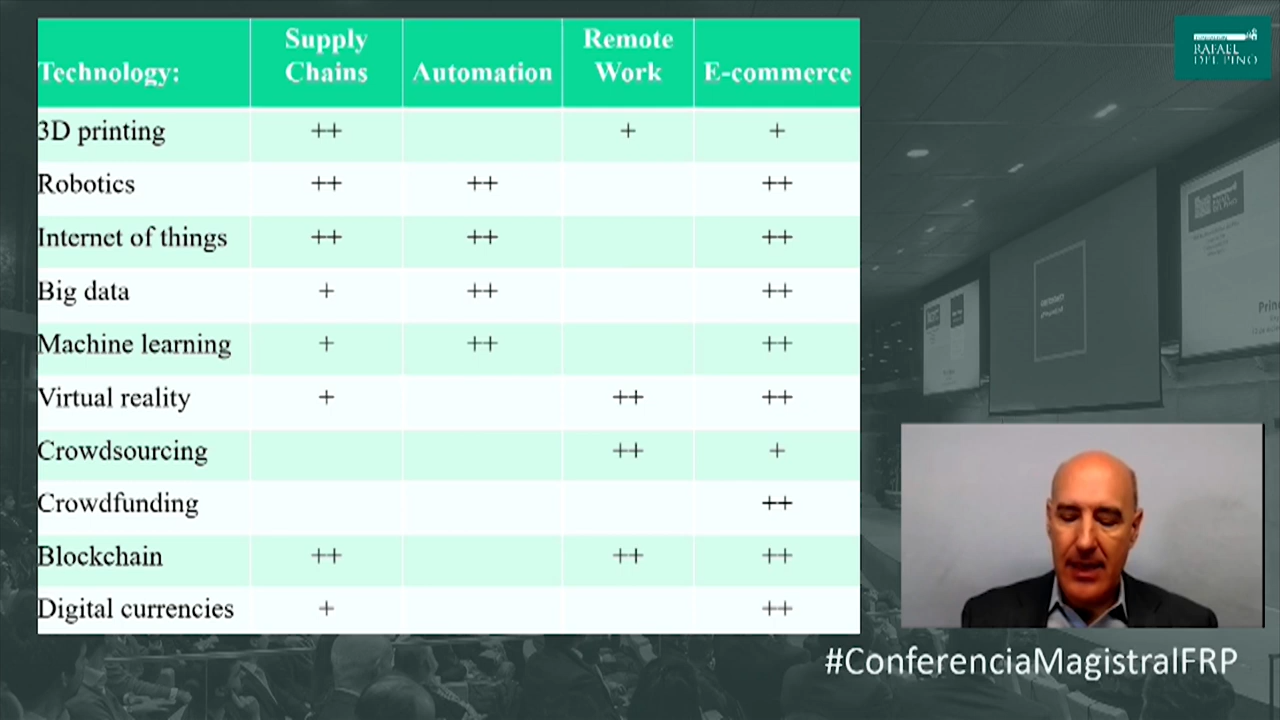 Technology: Supply Chains Automation Remote Work E-commerce
3D printing ++ + +
Robotics ++ ++ ++
Internet of things ++ ++ ++
Big data + ++ ++
Machine learning + ++ ++
Virtual reality + ++ ++
Crowdsourcing ++ +
Crowdfunding ++
Blockchain ++ ++ ++
Digital currencies + ++
RAFAEL
DEL PINO
#ConferenciaMagistralFRP